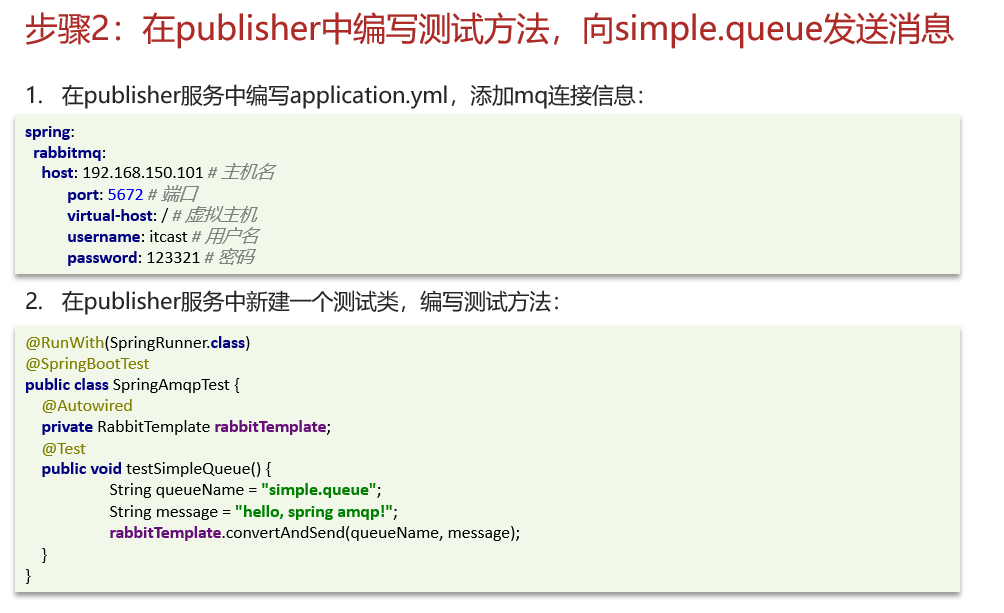 步骤2：在publisher中编写测试方法，向simple.queue发送消息
1. 在publisher服务中编写application.yml，添加mq连接信息：
spring:
rabbitmq:
host: 192.168.150.101 # 主机名
port: 5672 # 端口
virtual-host: / # 虚拟主机
username: itcast # 用户名
password: 123321 # 密码
2. 在publisher服务中新建一个测试类，编写测试方法：
@RunWith(SpringRunner.class)
@SpringBootTest
public class SpringAmqpTest {
@Autowired
private RabbitTemplate rabbitTemplate;
@Test
public void testSimpleQueue() {
String queueName = "simple.queue";
String message = "hello, spring amqp!";
rabbitTemplate.convertAndSend(queueName, message);
}
}